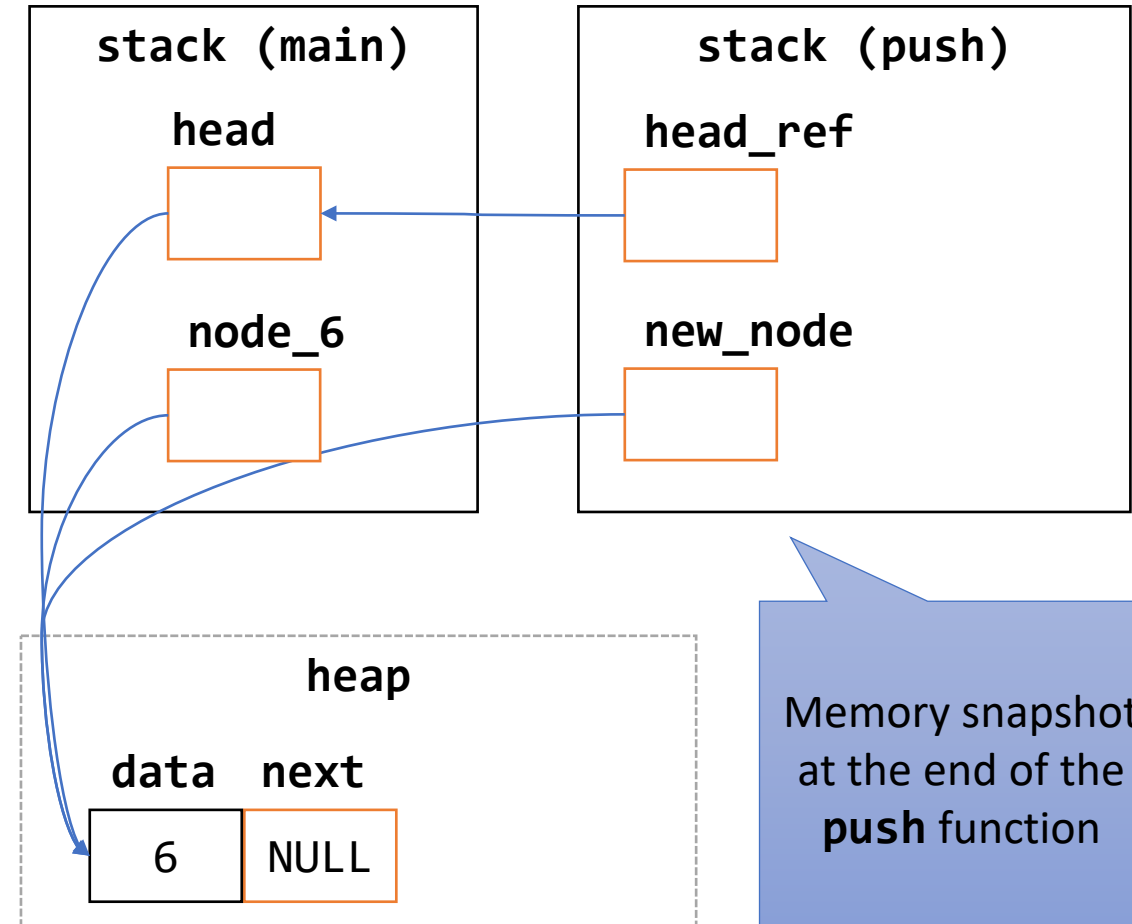 stack (main)
stack (push)
head
head_ref
node_6
new_node
heap
data next
6 NULL
Memory snapshot
at the end of the
push function